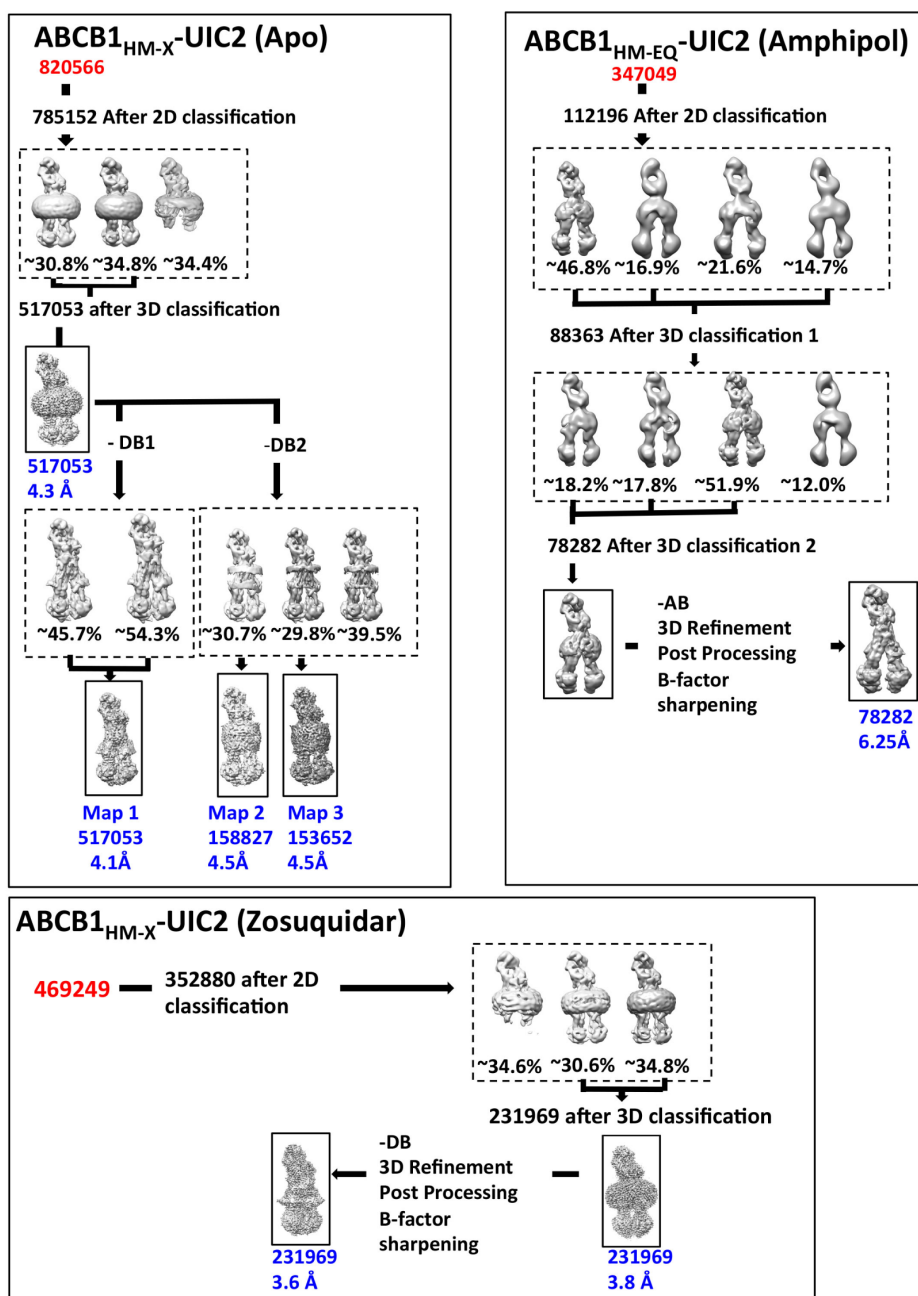 ABCB1HM-X-UIC2 (Apo)
820566
785152 After 2D classification
~30.8% ~34.8% ~34.4%
517053 after 3D classification
517053
4.3 Å
- DB1
-DB2
~45.7% ~54.3%
~30.7% ~29.8% ~39.5%
Map 1
517053
4.1Å
Map 2
158827
4.5Å
Map 3
153652
4.5Å
ABCB1HM-EQ-UIC2 (Amphipol)
347049
112196 After 2D classification
~46.8% ~16.9% ~21.6% ~14.7%
88363 After 3D classification 1
~18.2% ~17.8% ~51.9% ~12.0%
78282 After 3D classification 2
-AB
3D Refinement
Post Processing
B-factor
sharpening
78282
6.25Å
ABCB1HM-X-UIC2 (Zosuquidar)
469249
352880 after 2D
classification
~34.6% ~30.6% ~34.8%
231969 after 3D classification
-DB
3D Refinement
Post Processing
B-factor
sharpening
231969
3.6 Å
231969
3.8 Å